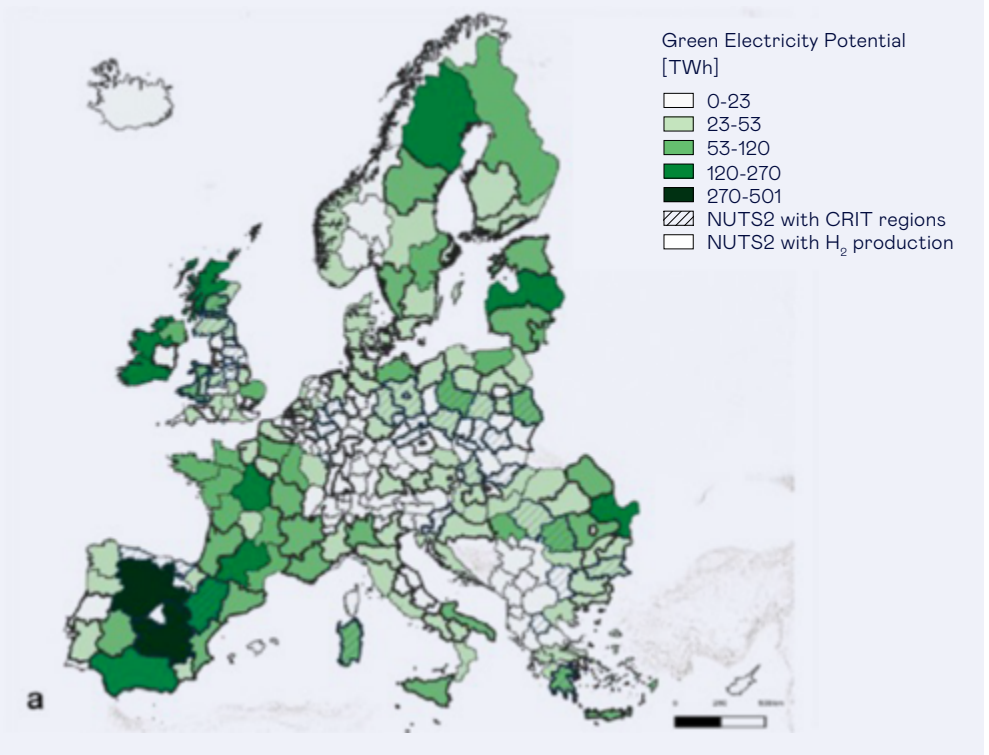 Green Electricity Potential
[TWh]
0-23
23-53
53-120
120-270
270-501
NUTS2 with CRIT regions
NUTS2 with H₂ production
a
0